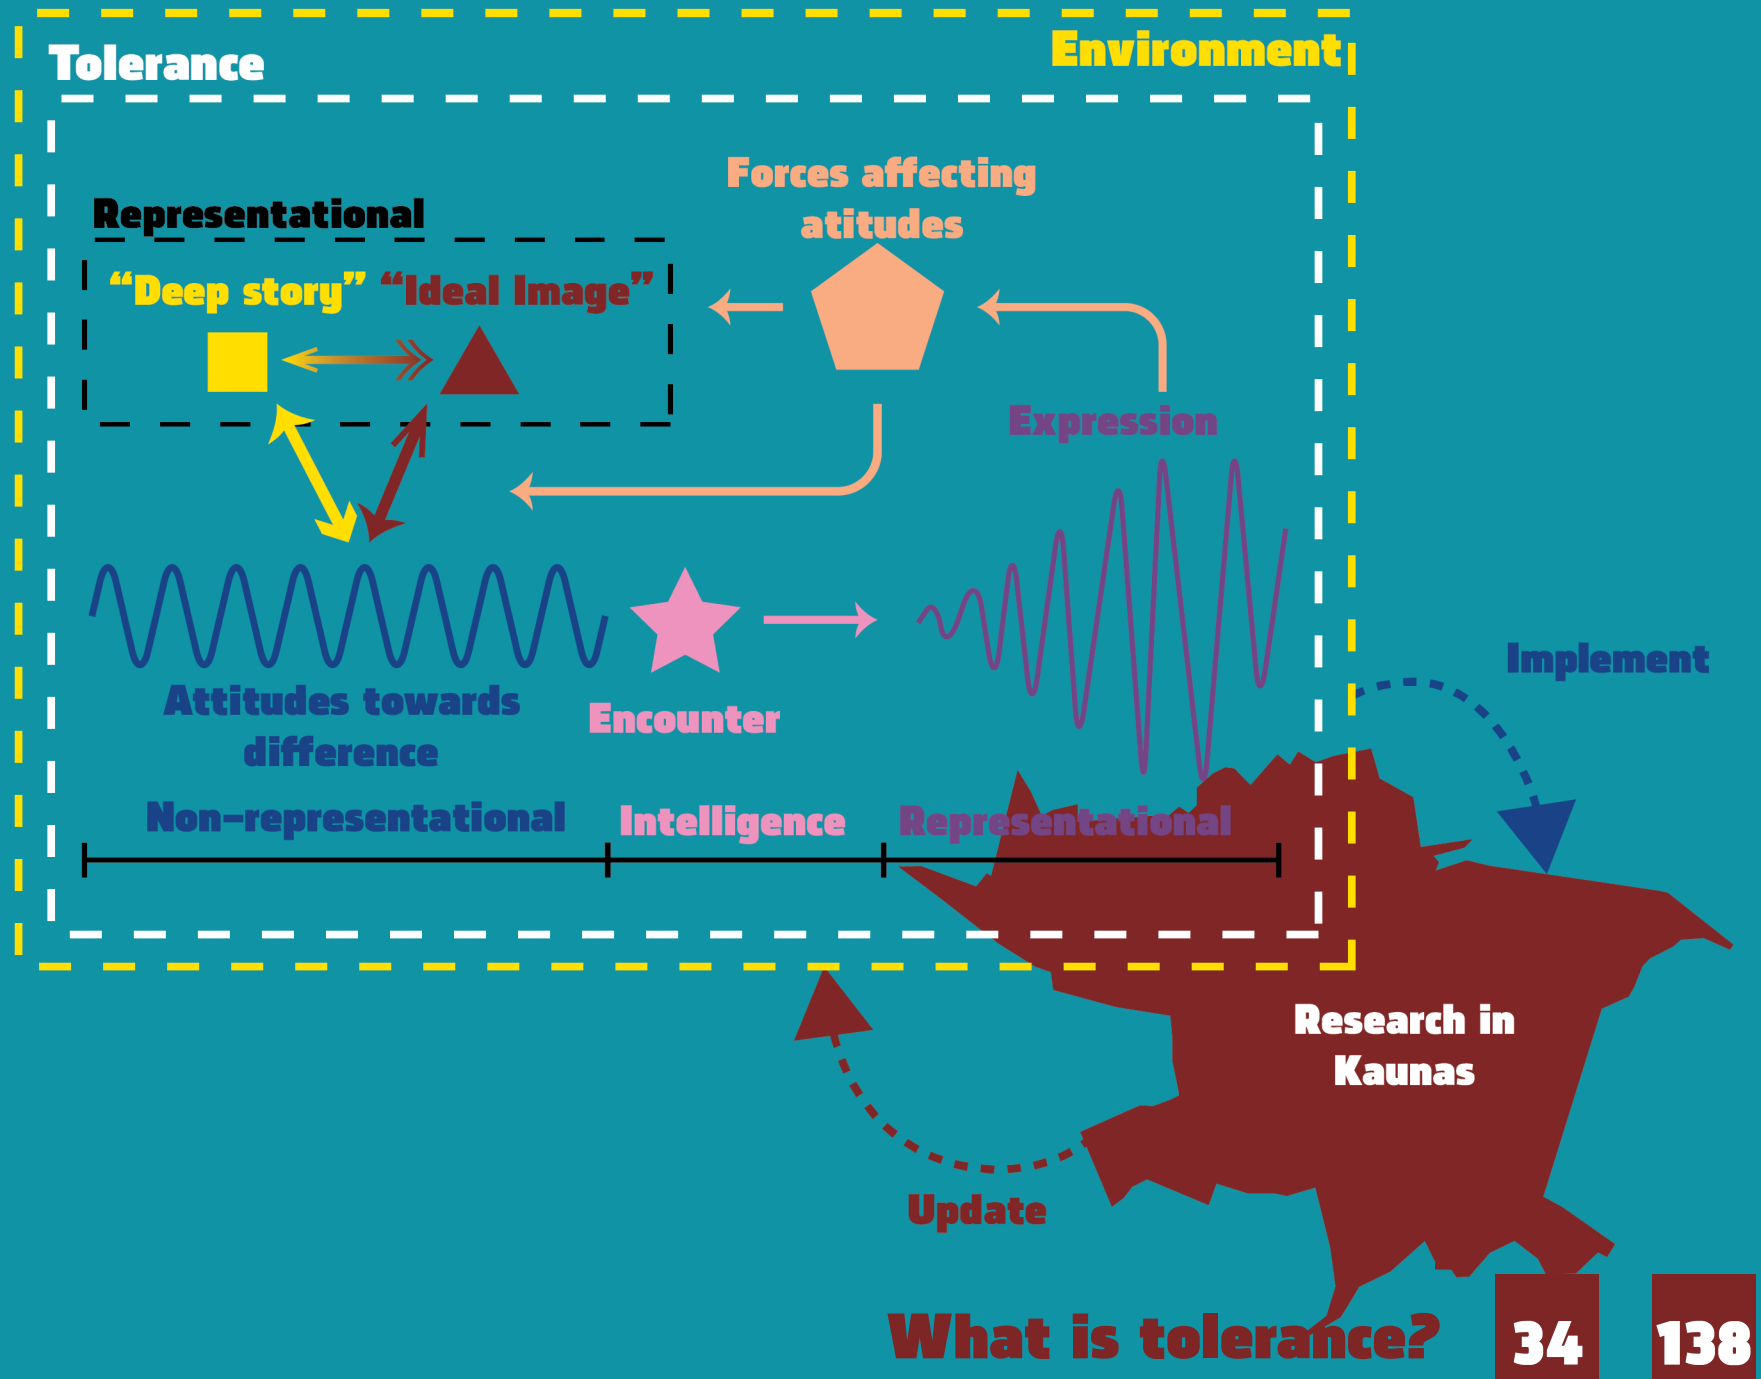 Environment
Tolerance
Forces affecting
atitudes
Representational
“Deep story” “Ideal Image”
Expression
Implement
Attitudes towards
difference
Encounter
Non-representational
Intelligence
Representational
Research in
Kaunas
Update
What is tolerance?
34
138